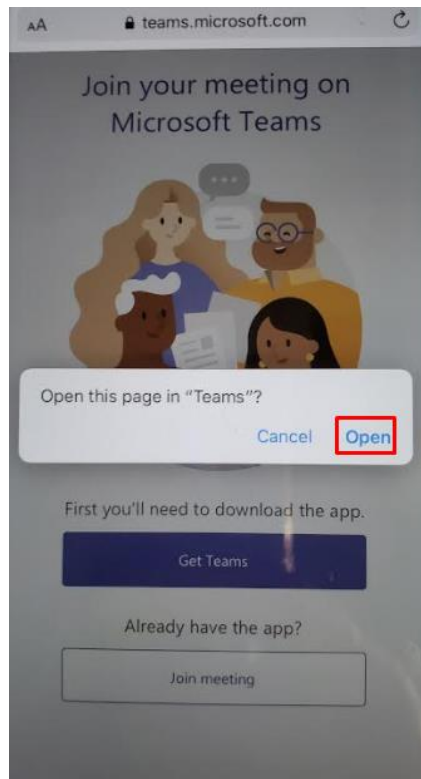 AA teams.microsoft.com
Join your meeting on
Microsoft Teams
Open this page in “Teams”?
Cancel Open
First you'll need to download the app.
Get Teams
Already have the app?
Join meeting